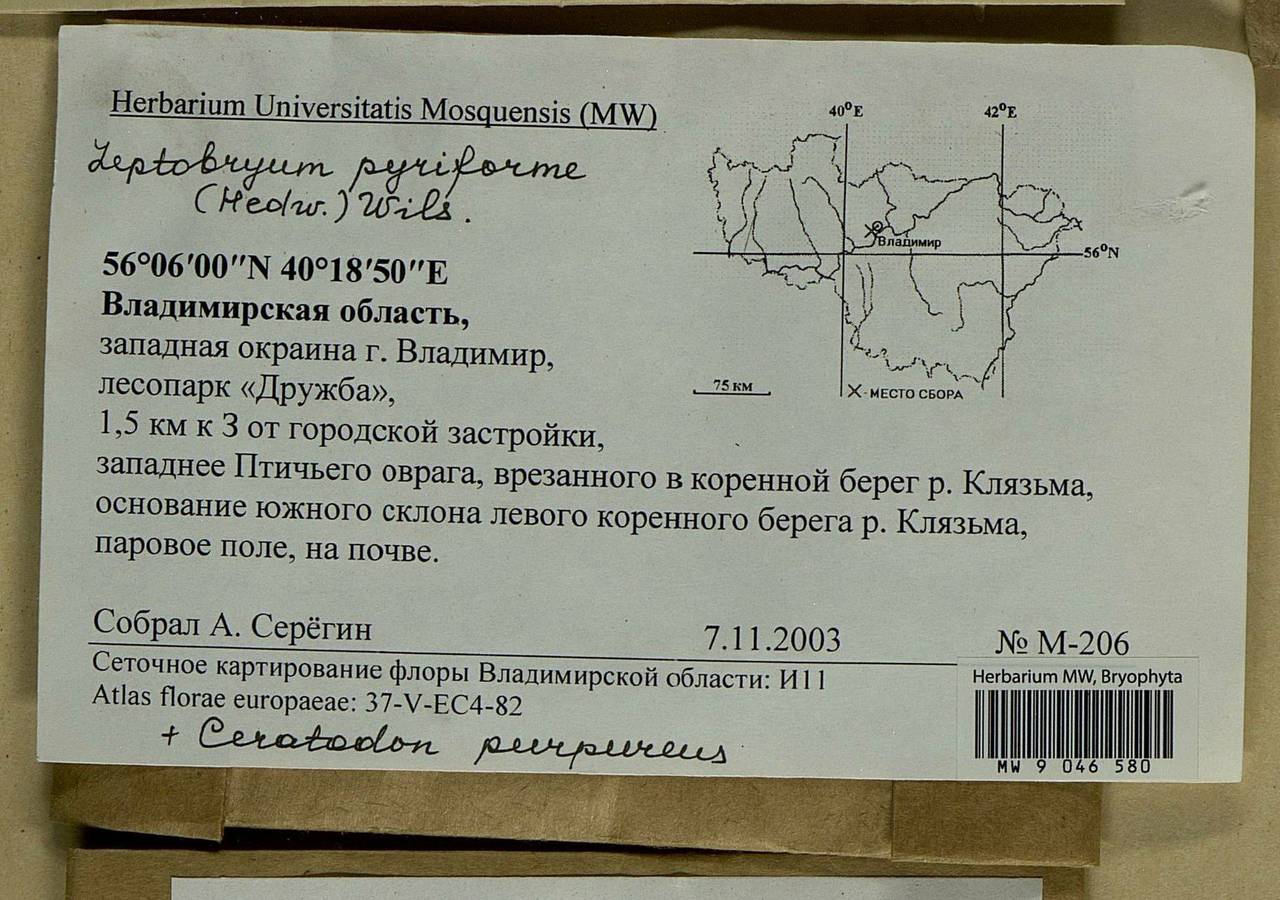 Herbarium Universitatis Mosquensis (MW)
Leptobryum pyriforme
(Hedw.) Wils.
56°06′00″N 40°18′50″E
Владимирская область,
западная окраина г. Владимир,
лесопарк «Дружба»,
1,5 км к З от городской застройки,
западнее Птичьего оврага, врезанного в коренной берег р. Клязьма,
основание южного склона левого коренного берега р. Клязьма,
паровое поле, на почве.
40°E 42°E
Владимир
56°N
75 км
X - МЕСТО СБОРА
Собрал А. Серёгин 7.11.2003 № М-206
Сеточное картирование флоры Владимирской области: И11
Atlas florae europaeae: 37-V-EC4-82
+ Ceratodon purpureus
Herbarium MW, Bryophyta
MW 9 046 580